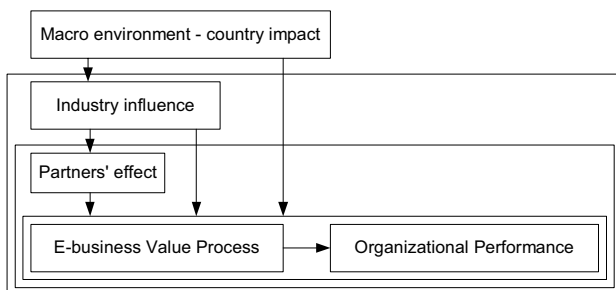 Macro environment - country impact
Industry influence
Partners' effect
E-business Value Process
Organizational Performance